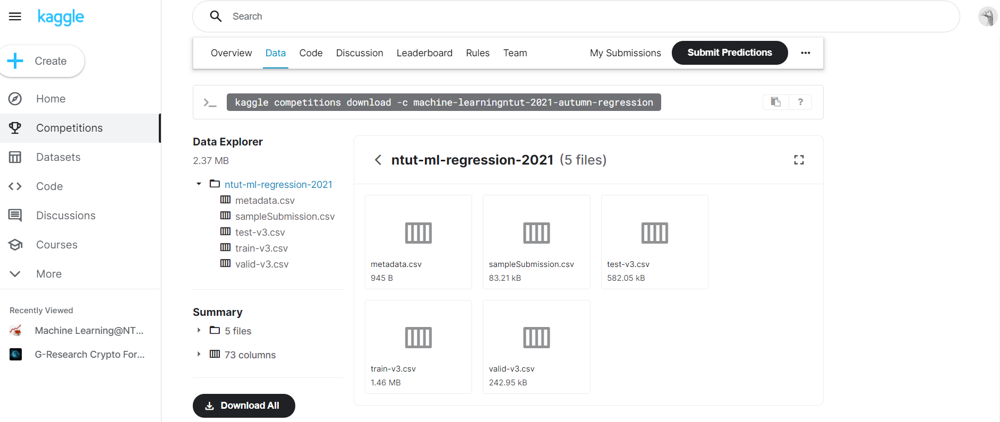 kaggle
Search
Create
Home
Competitions
Datasets
Code
Discussions
Courses
More
Recently Viewed
Machine Learning@NT...
G-Research Crypto For...
Overview Data Code Discussion Leaderboard Rules Team My Submissions Submit Predictions
>_ kaggle competitions download -c machine-learningntut-2021-autumn-regression ?
Data Explorer
2.37 MB
ntut-ml-regression-2021
metadata.csv
sampleSubmission.csv
test-v3.csv
train-v3.csv
valid-v3.csv
Summary
5 files
73 columns
Download All
ntut-ml-regression-2021 (5 files)
metadata.csv
945 B
sampleSubmission.csv
83.21 kB
test-v3.csv
582.05 kB
train-v3.csv
1.46 MB
valid-v3.csv
242.95 kB